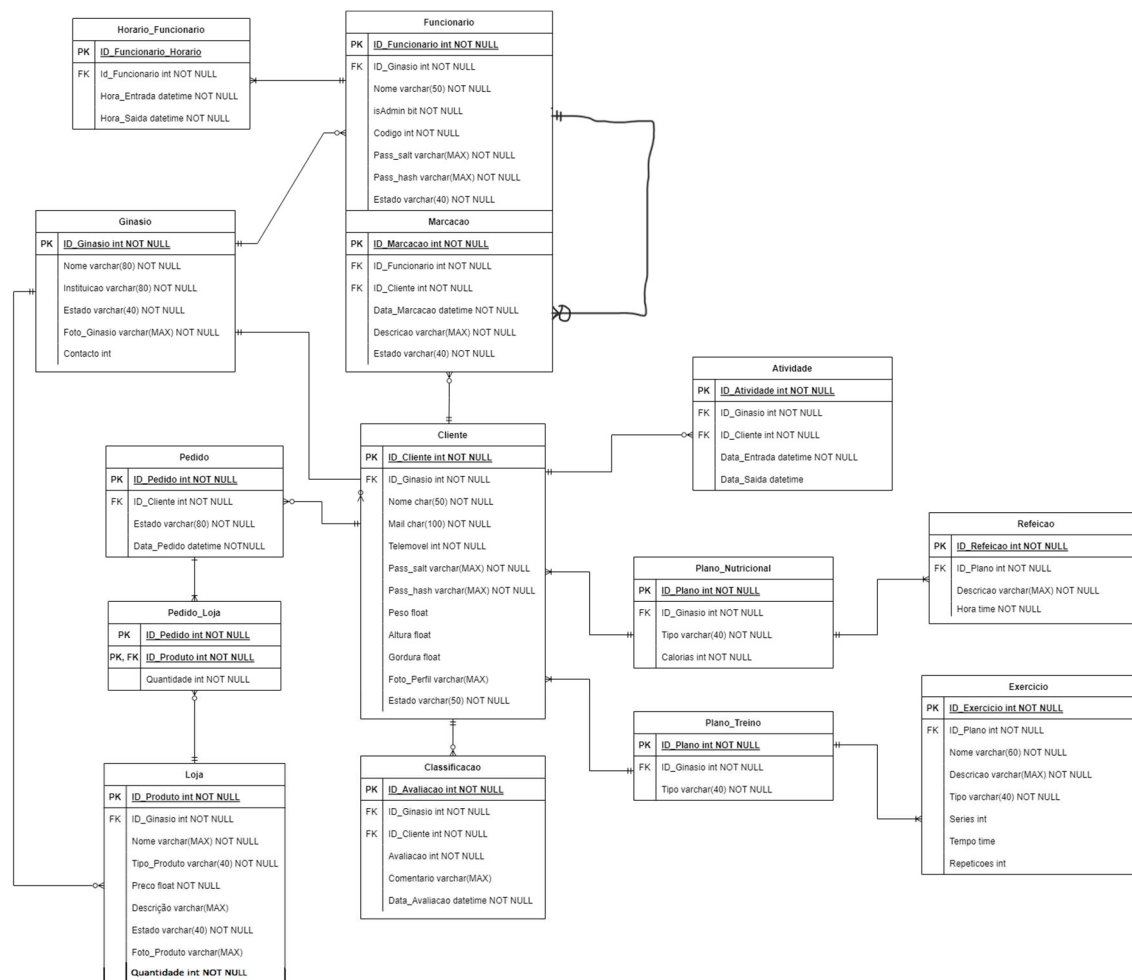 Horario_Funcionario
PK ID_Funcionario_Horario
FK Id_Funcionario int NOT NULL
Hora_Entrada datetime NOT NULL
Hora_Saida datetime NOT NULL
Funcionario
PK ID_Funcionario int NOT NULL
FK ID_Ginasio int NOT NULL
Nome varchar(50) NOT NULL
isAdmin bit NOT NULL
Codigo int NOT NULL
Pass_salt varchar(MAX) NOT NULL
Pass_hash varchar(MAX) NOT NULL
Estado varchar(40) NOT NULL
Ginasio
PK ID_Ginasio int NOT NULL
Nome varchar(80) NOT NULL
Instituicao varchar(80) NOT NULL
Estado varchar(40) NOT NULL
Foto_Ginasio varchar(MAX) NOT NULL
Contacto int
Marcacao
PK ID_Marcacao int NOT NULL
FK ID_Funcionario int NOT NULL
FK ID_Cliente int NOT NULL
Data_Marcacao datetime NOT NULL
Descricao varchar(MAX) NOT NULL
Estado varchar(40) NOT NULL
Atividade
PK ID_Atividade int NOT NULL
FK ID_Ginasio int NOT NULL
FK ID_Cliente int NOT NULL
Data_Entrada datetime NOT NULL
Data_Saida datetime
Pedido
PK ID_Pedido int NOT NULL
FK ID_Cliente int NOT NULL
Estado varchar(80) NOT NULL
Data_Pedido datetime NOTNULL
Cliente
PK ID_Cliente int NOT NULL
FK ID_Ginasio int NOT NULL
Nome char(50) NOT NULL
Mail char(100) NOT NULL
Telemovel int NOT NULL
Pass_salt varchar(MAX) NOT NULL
Pass_hash varchar(MAX) NOT NULL
Peso float
Altura float
Gordura float
Foto_Perfil varchar(MAX)
Estado varchar(50) NOT NULL
Refeicao
PK ID_Refeicao int NOT NULL
FK ID_Plano int NOT NULL
Descricao varchar(MAX) NOT NULL
Hora time NOT NULL
Plano_Nutricional
PK ID_Plano int NOT NULL
FK ID_Ginasio int NOT NULL
Tipo varchar(40) NOT NULL
Calorias int NOT NULL
Pedido_Loja
PK ID_Pedido int NOT NULL
PK, FK ID_Produto int NOT NULL
Quantidade int NOT NULL
Exercicio
PK ID_Exercicio int NOT NULL
FK ID_Plano int NOT NULL
Nome varchar(60) NOT NULL
Descricao varchar(MAX) NOT NULL
Tipo varchar(40) NOT NULL
Series int
Tempo time
Repeticoes int
Plano_Treino
PK ID_Plano int NOT NULL
FK ID_Ginasio int NOT NULL
Tipo varchar(40) NOT NULL
Loja
PK ID_Produto int NOT NULL
FK ID_Ginasio int NOT NULL
Nome varchar(MAX) NOT NULL
Tipo_Produto varchar(40) NOT NULL
Preco float NOT NULL
Descrição varchar(MAX)
Estado varchar(40) NOT NULL
Foto_Produto varchar(MAX)
Quantidade int NOT NULL
Classificacao
PK ID_Avaliacao int NOT NULL
FK ID_Ginasio int NOT NULL
FK ID_Cliente int NOT NULL
Avaliacao int NOT NULL
Comentario varchar(MAX)
Data_Avaliacao datetime NOT NULL